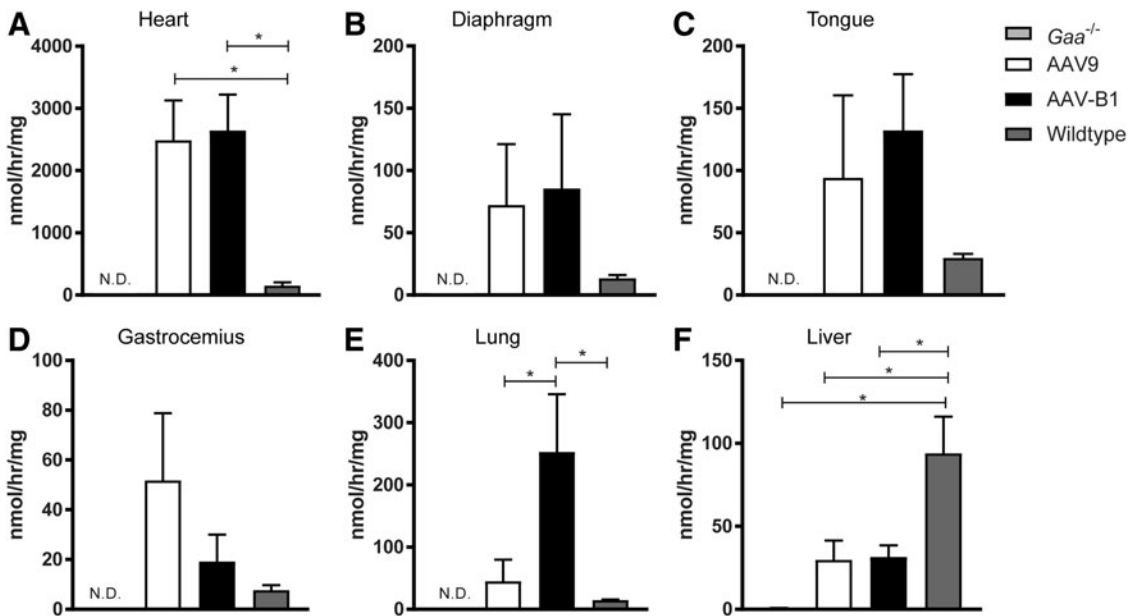 A Heart
nmol/hr/mg
4000
3000
2000
1000
0
N.D.
*
*
B Diaphragm
nmol/hr/mg
200
150
100
50
0
N.D.
C Tongue
nmol/hr/mg
200
150
100
50
0
N.D.
Gaa-/-
AAV9
AAV-B1
Wildtype
D Gastrocemius
nmol/hr/mg
100
80
60
40
20
0
N.D.
E Lung
nmol/hr/mg
400
300
200
100
0
N.D.
*
*
F Liver
nmol/hr/mg
150
100
50
0
*
*
*